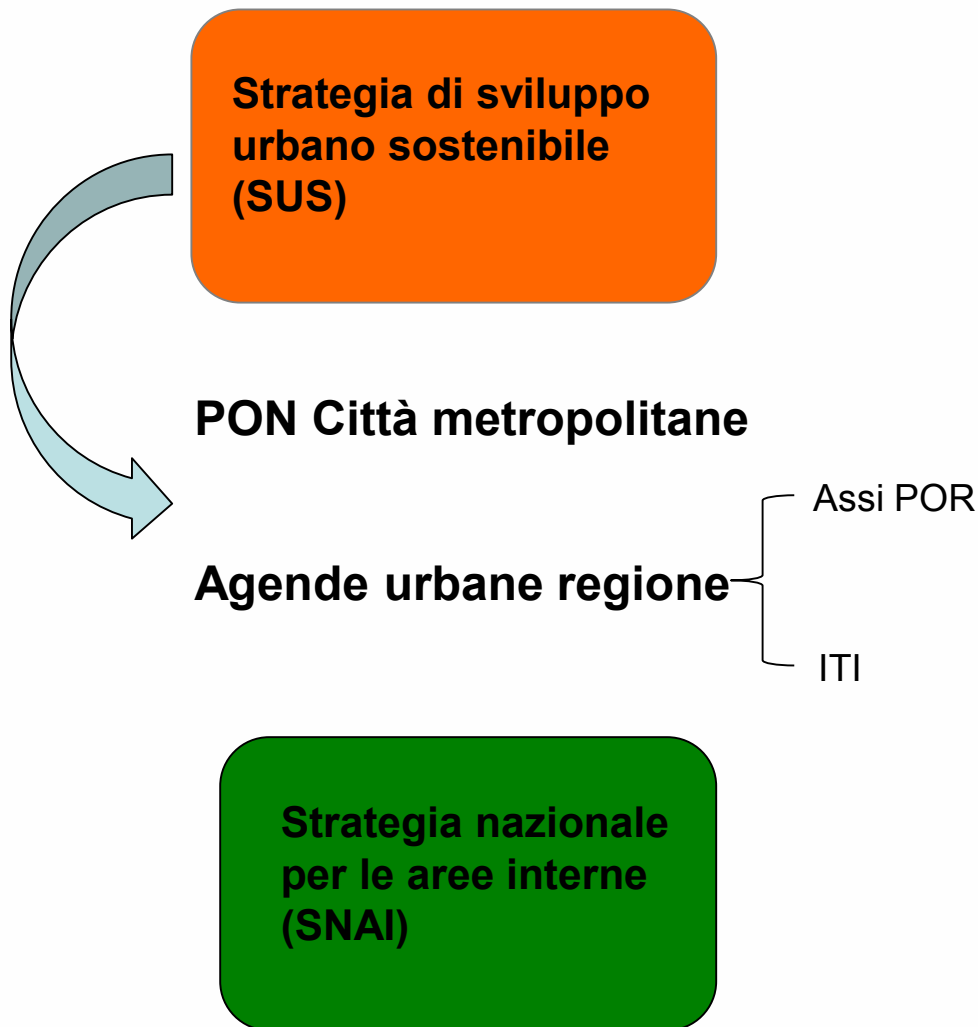 Strategia di sviluppo
urbano sostenibile
(SUS)
PON Città metropolitane
Assi POR
Agende urbane regione
ITI
Strategia nazionale
per le aree interne
(SNAI)